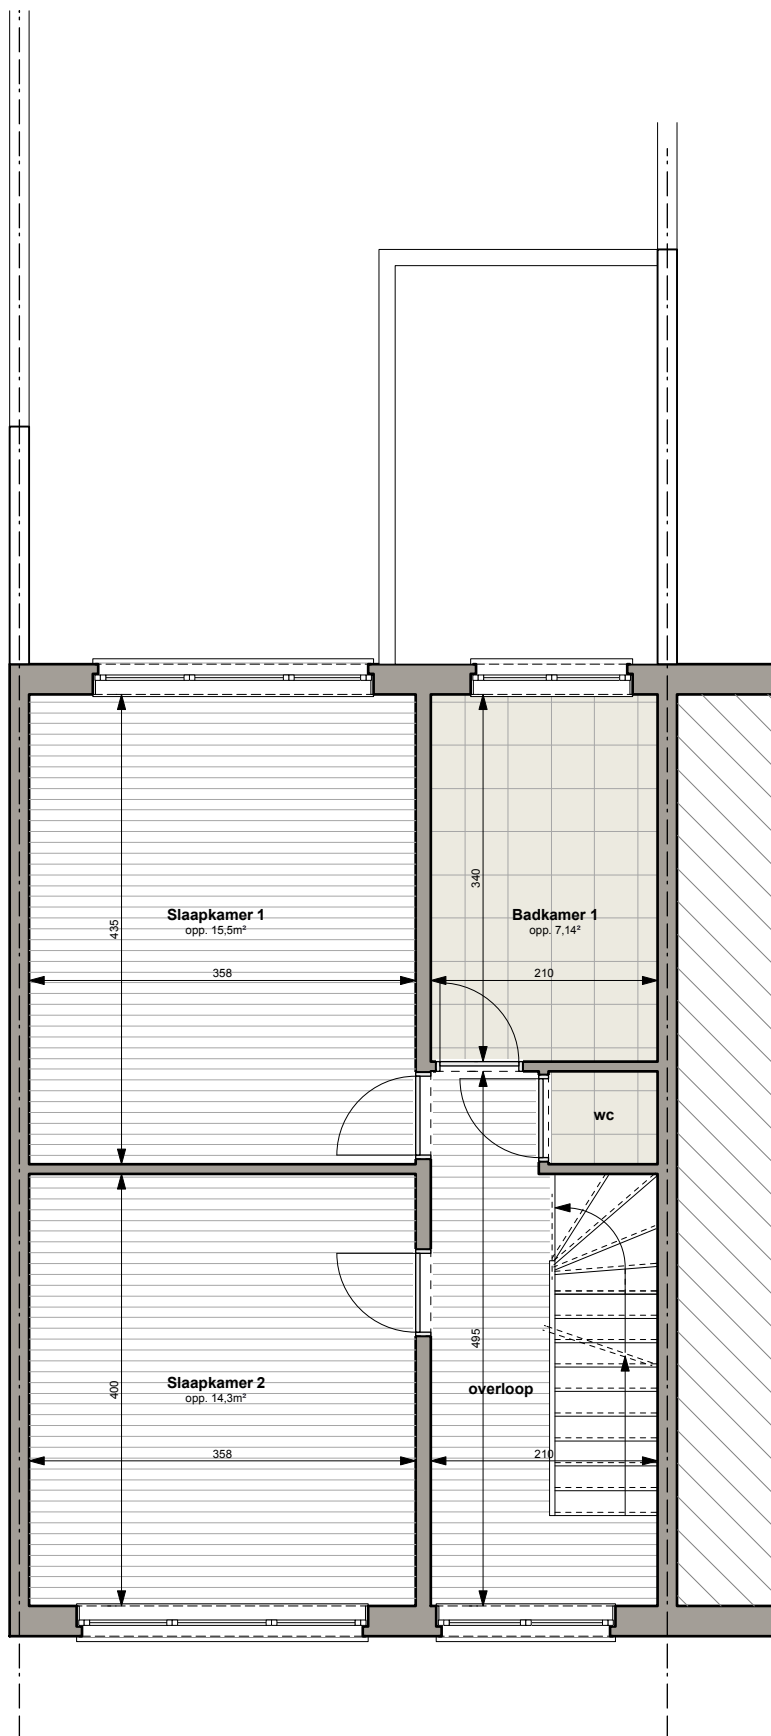 Slaapkamer 1
opp. 15,5m²
435
358
Badkamer 1
opp. 7,14²
340
210
wc
Slaapkamer 2
opp. 14,3m²
400
358
overloop
495
210